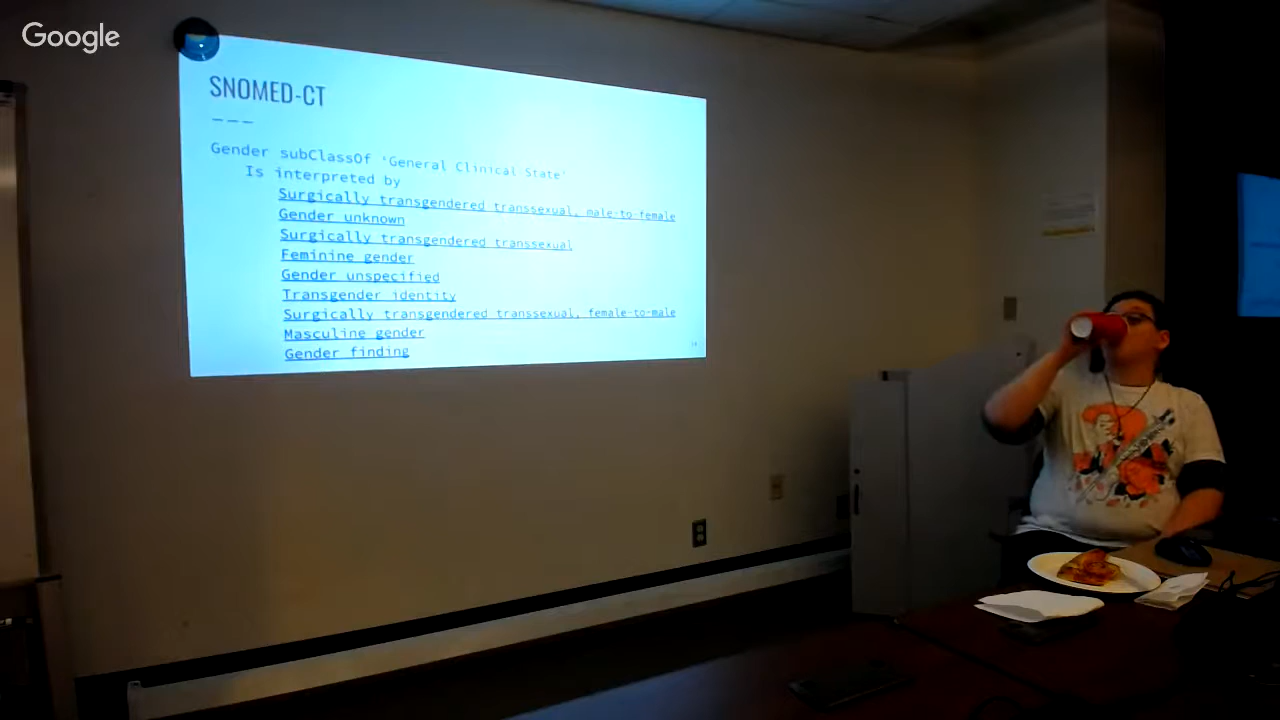 Google
SNOMED-CT
———
Gender subClassOf ‘General Clinical State’
Is interpreted by
Surgically transgendered transsexual, male-to-female
Gender unknown
Surgically transgendered transsexual
Feminine gender
Gender unspecified
Transgender identity
Surgically transgendered transsexual, female-to-male
Masculine gender
Gender finding